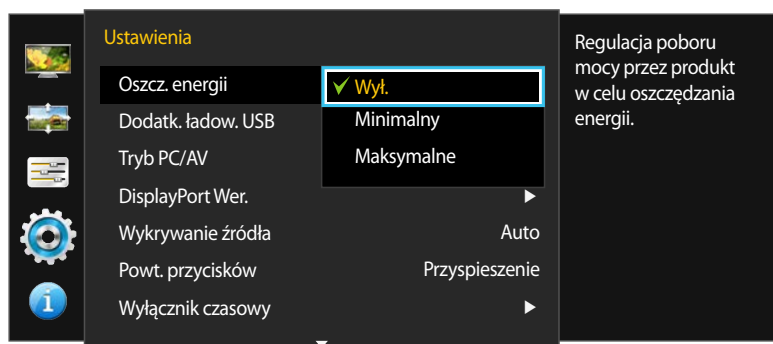 Ustawienia
Oszcz. energii
Wył.
Dodatk. ładow. USB
Minimalny
Tryb PC/AV
Maksymalne
DisplayPort Wer.
Wykrywanie źródła
Auto
Powt. przycisków
Przyspieszenie
Wyłącznik czasowy
Regulacja poboru
mocy przez produkt
w celu oszczędzania
energii.